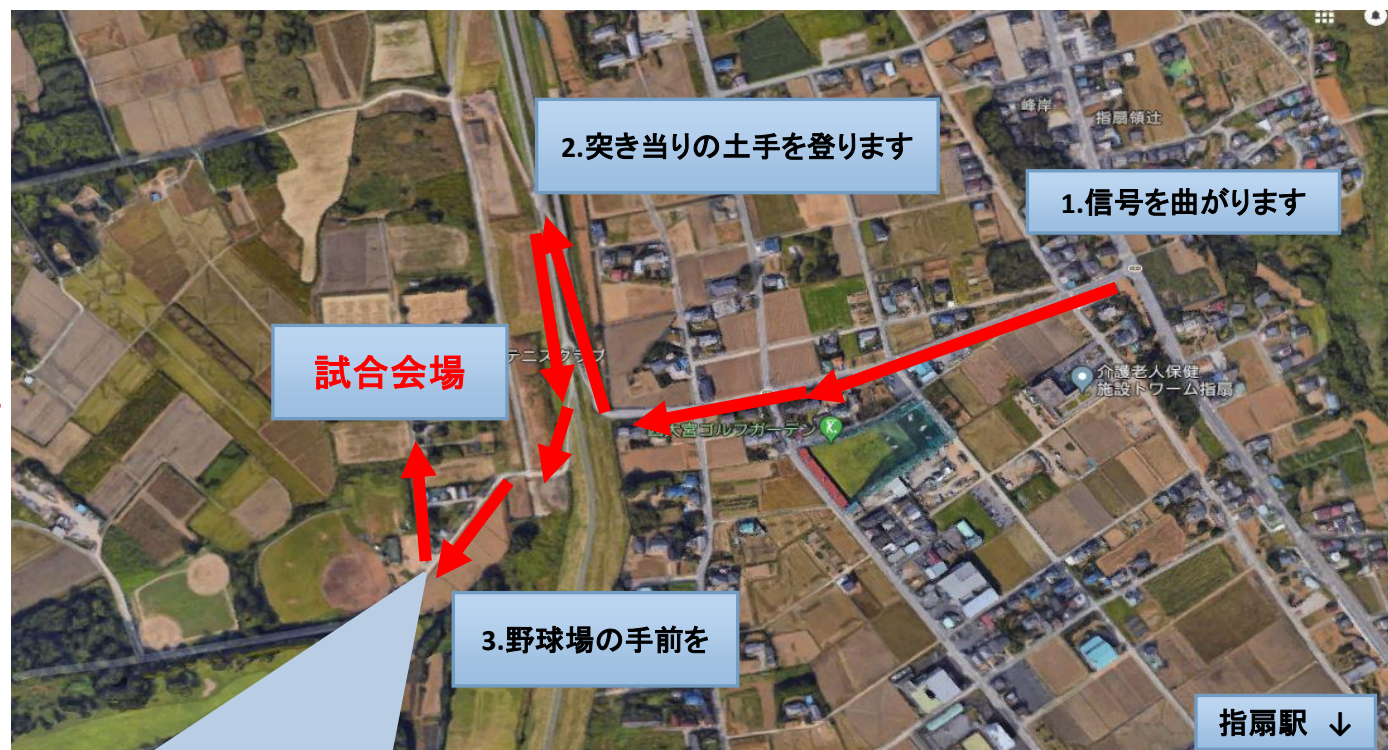 2.突き当りの土手を登ります
峰岸
指扇領辻
1.信号を曲がります
試合会場
テニスクラブ
介護老人保健
施設トワーム指扇
大宮ゴルフガーデン
3.野球場の手前を
指扇駅 ↓